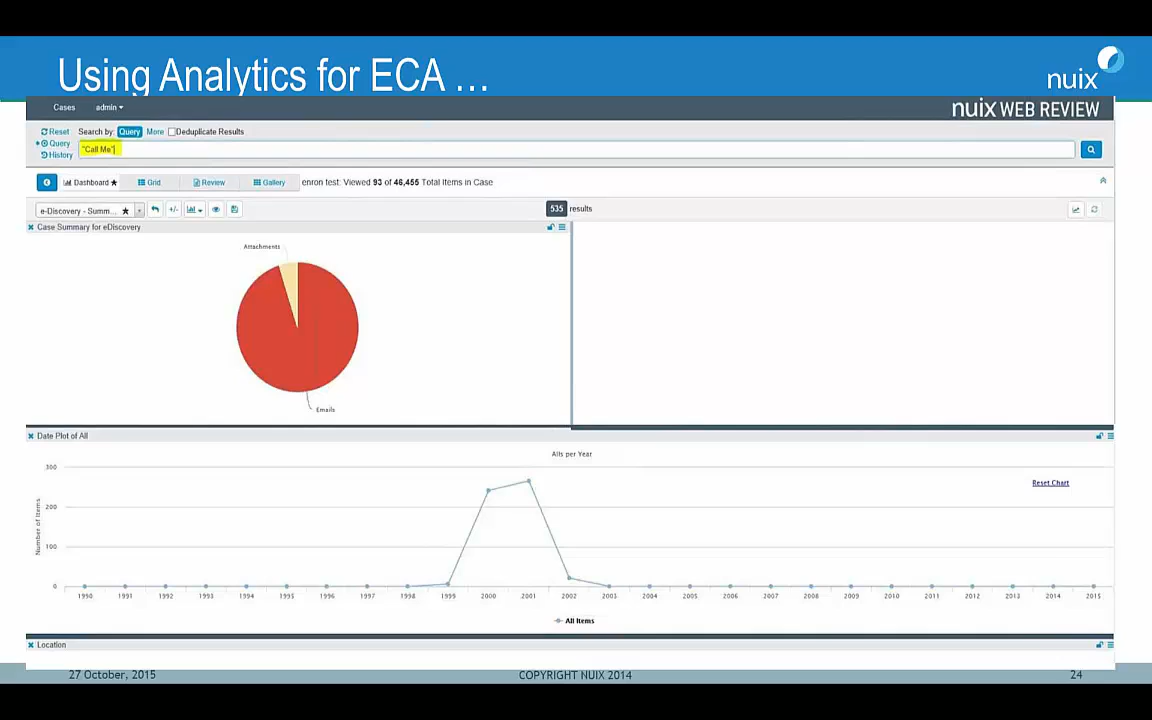 Using Analytics for ECA ...
nuix
Cases admin
nuix WEB REVIEW
Reset Search by: Query More Deduplicate Results
Query
"Call Me"
History
Dashboard Grid Review Gallery enron test: Viewed 93 of 46,455 Total Items in Case
e-Discovery - Summ... +/- 535 results
Case Summary for eDiscovery
Attachments
Emails
Date Plot of All
Alls per Year
300
Reset Chart
200
Number of Items
100
0
1990 1991 1992 1993 1994 1995 1996 1997 1998 1999 2000 2001 2002 2003 2004 2005 2006 2007 2008 2009 2010 2011 2012 2013 2014 2015
All Items
Location
27 October, 2015 COPYRIGHT NUIX 2014 24